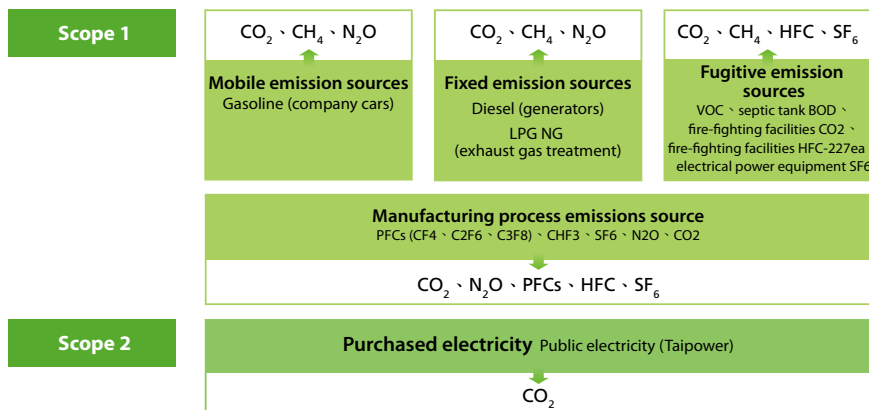 Scope 1
CO₂、CH₄、N₂O
Mobile emission sources
Gasoline (company cars)
CO₂、CH₄、N₂O
Fixed emission sources
Diesel (generators)
LPG NG
(exhaust gas treatment)
CO₂、CH₄、HFC、SF₆
Fugitive emission
sources
VOC、septic tank BOD、
fire-fighting facilities CO2、
fire-fighting facilities HFC-227ea
electrical power equipment SF6
Manufacturing process emissions source
PFCs (CF4、C2F6、C3F8)、CHF3、SF6、N2O、CO2
CO₂、N₂O、PFCs、HFC、SF₆
Scope 2
Purchased electricity Public electricity (Taipower)
CO₂